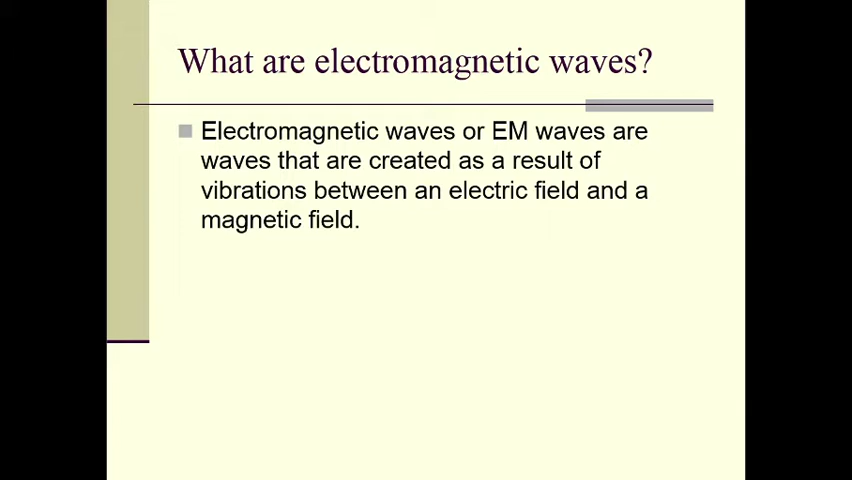 What are electromagnetic waves?
Electromagnetic waves or EM waves are
waves that are created as a result of
vibrations between an electric field and a
magnetic field.